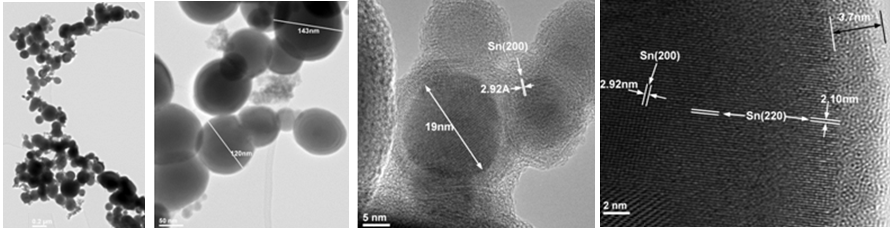 0.2 μm
143nm
120nm
50 nm
Sn(200)
2.92A
19nm
5 nm
3.7nm
Sn(200)
2.92nm
2.10nm
Sn(220)
2 nm